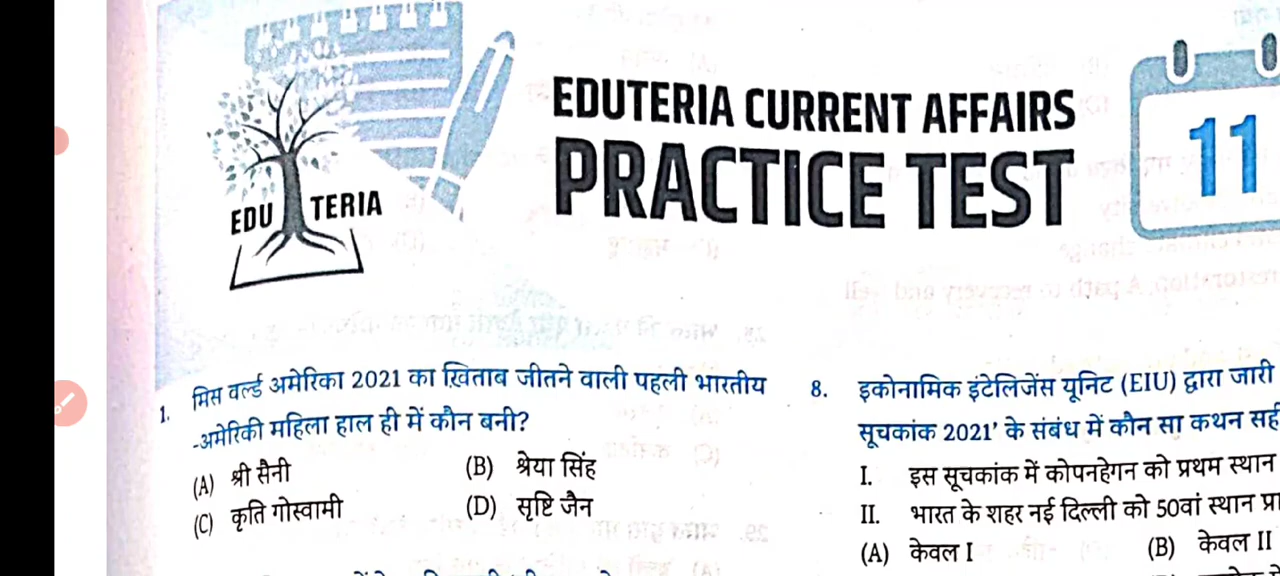 EDU TERIA
EDUTERIA CURRENT AFFAIRS
PRACTICE TEST
11
1. मिस वर्ल्ड अमेरिका 2021 का ख़िताब जीतने वाली पहली भारतीय
-अमेरिकी महिला हाल ही में कौन बनी?
(A) श्री सैनी
(B) श्रेया सिंह
(C) कृति गोस्वामी
(D) सृष्टि जैन
8. इकोनामिक इंटेलिजेंस यूनिट (EIU) द्वारा जारी
सूचकांक 2021’ के संबंध में कौन सा कथन
I. इस सूचकांक में कोपनहेगन को प्रथम स्थान
II. भारत के शहर नई दिल्ली को 50वां स्थान
(A) केवल I
(B) केवल II